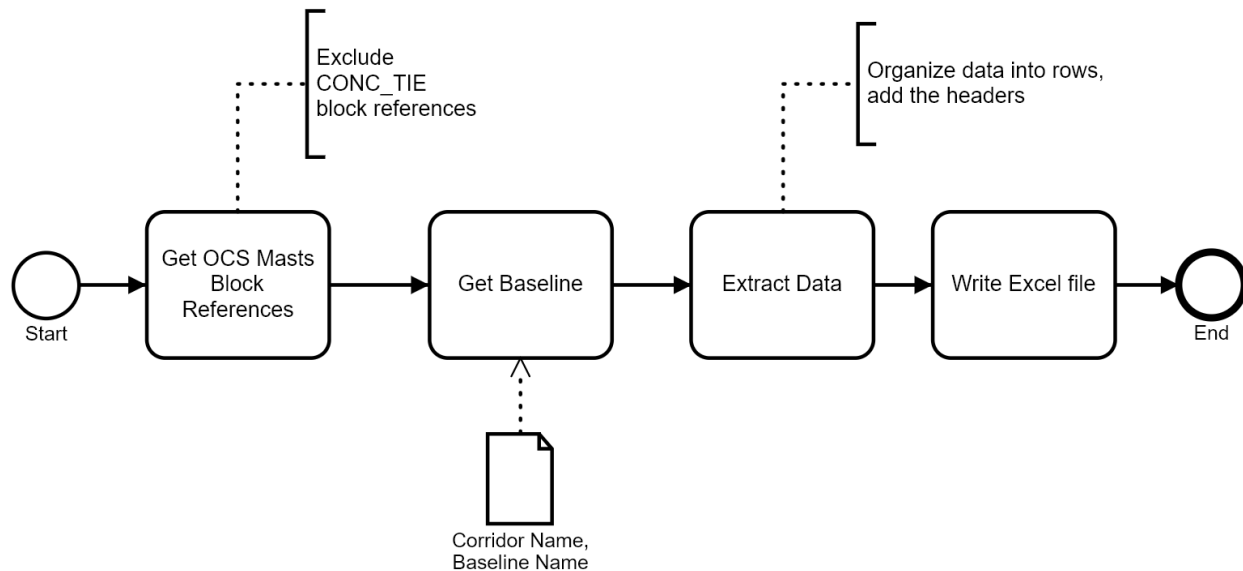 Exclude
CONC_TIE
block references
Organize data into rows,
add the headers
Start
Get OCS Masts
Block
References
Get Baseline
Extract Data
Write Excel file
End
Corridor Name,
Baseline Name